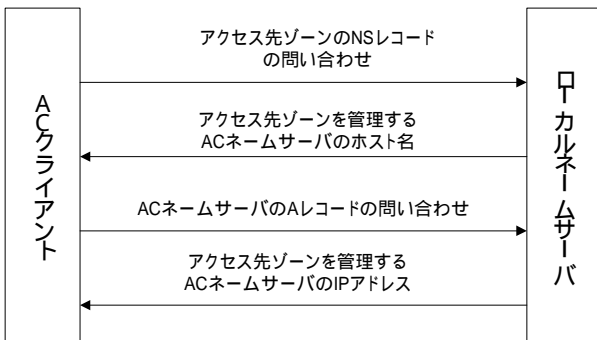 ACクライアント
アクセス先ゾーンのNSレコード
の問い合わせ
アクセス先ゾーンを管理する
ACネームサーバのホスト名
ACネームサーバのAレコードの問い合わせ
アクセス先ゾーンを管理する
ACネームサーバのIPアドレス
ローカルネームサーバ